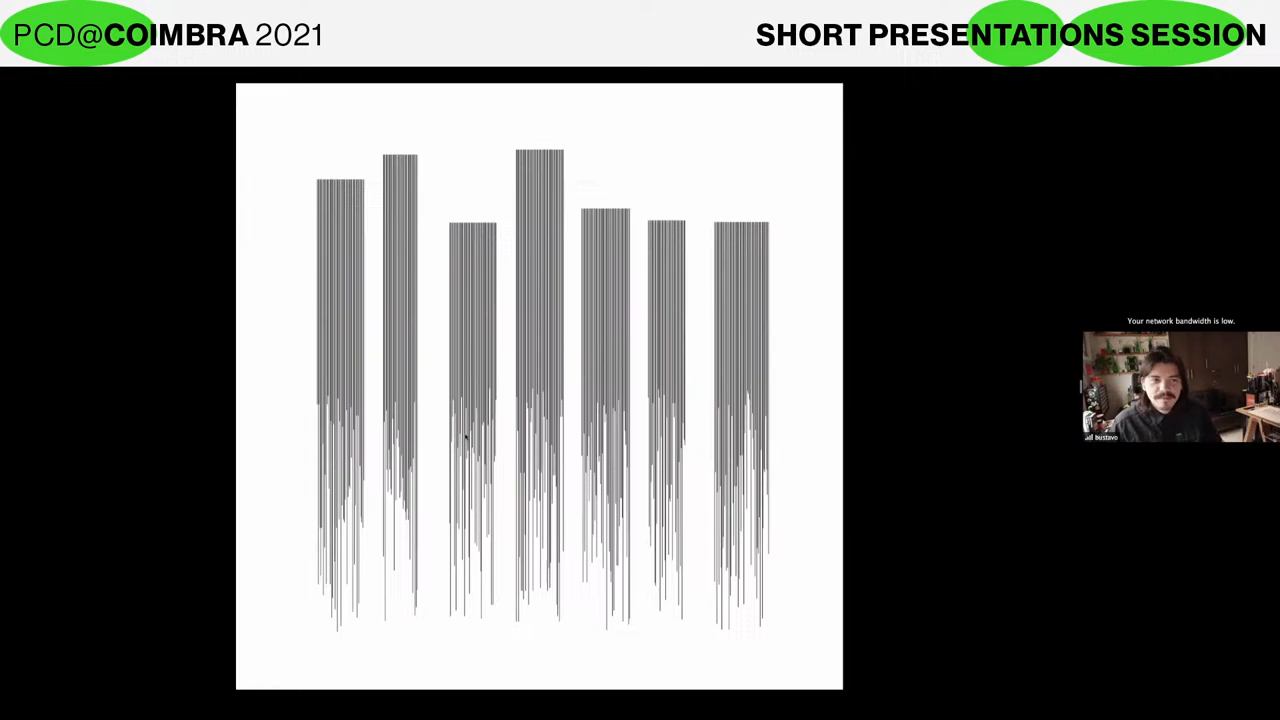 PCD@COIMBRA 2021
SHORT PRESENTATIONS SESSION
Your network bandwidth is low.